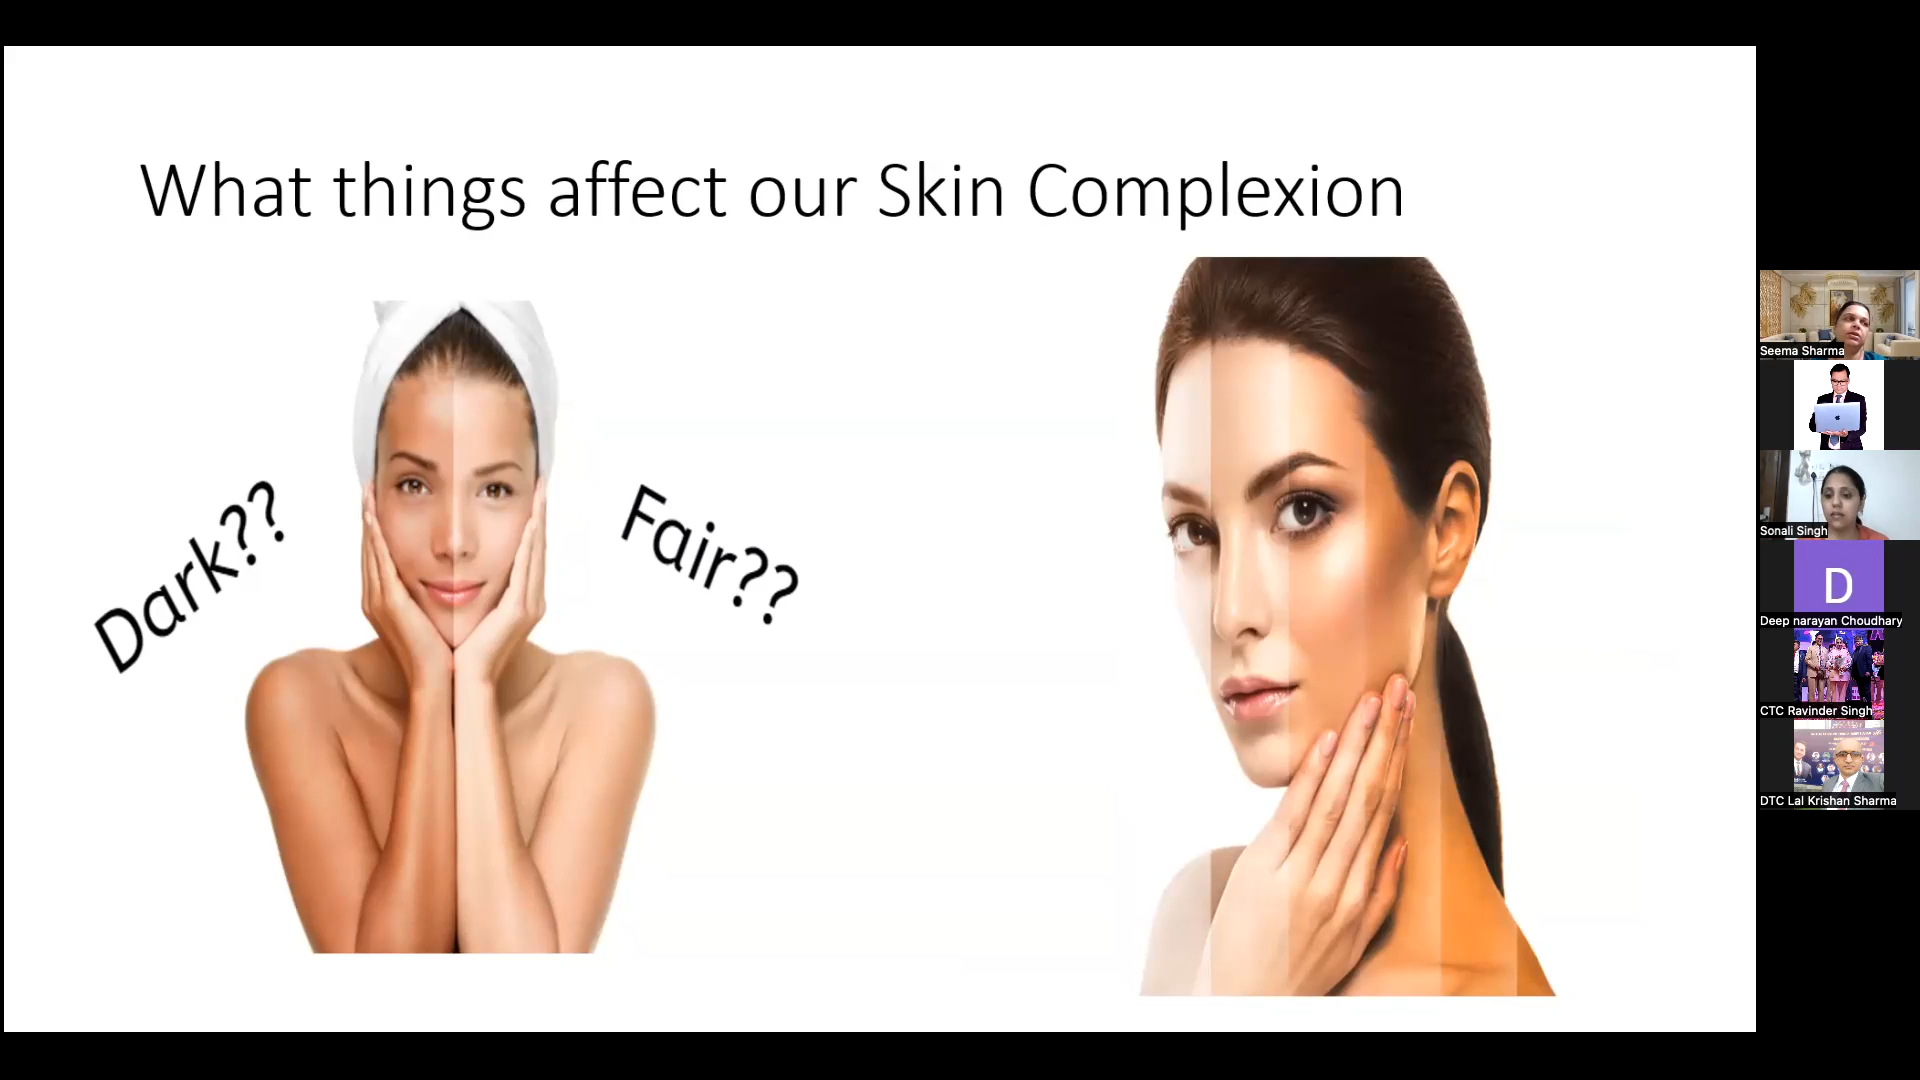 What things affect our Skin Complexion
Dark??
Fair??
Seema Sharma
Sonali Singh
D
Deep narayan Choudhary
CTC Ravinder Singh
DTC Lal Krishan Sharma